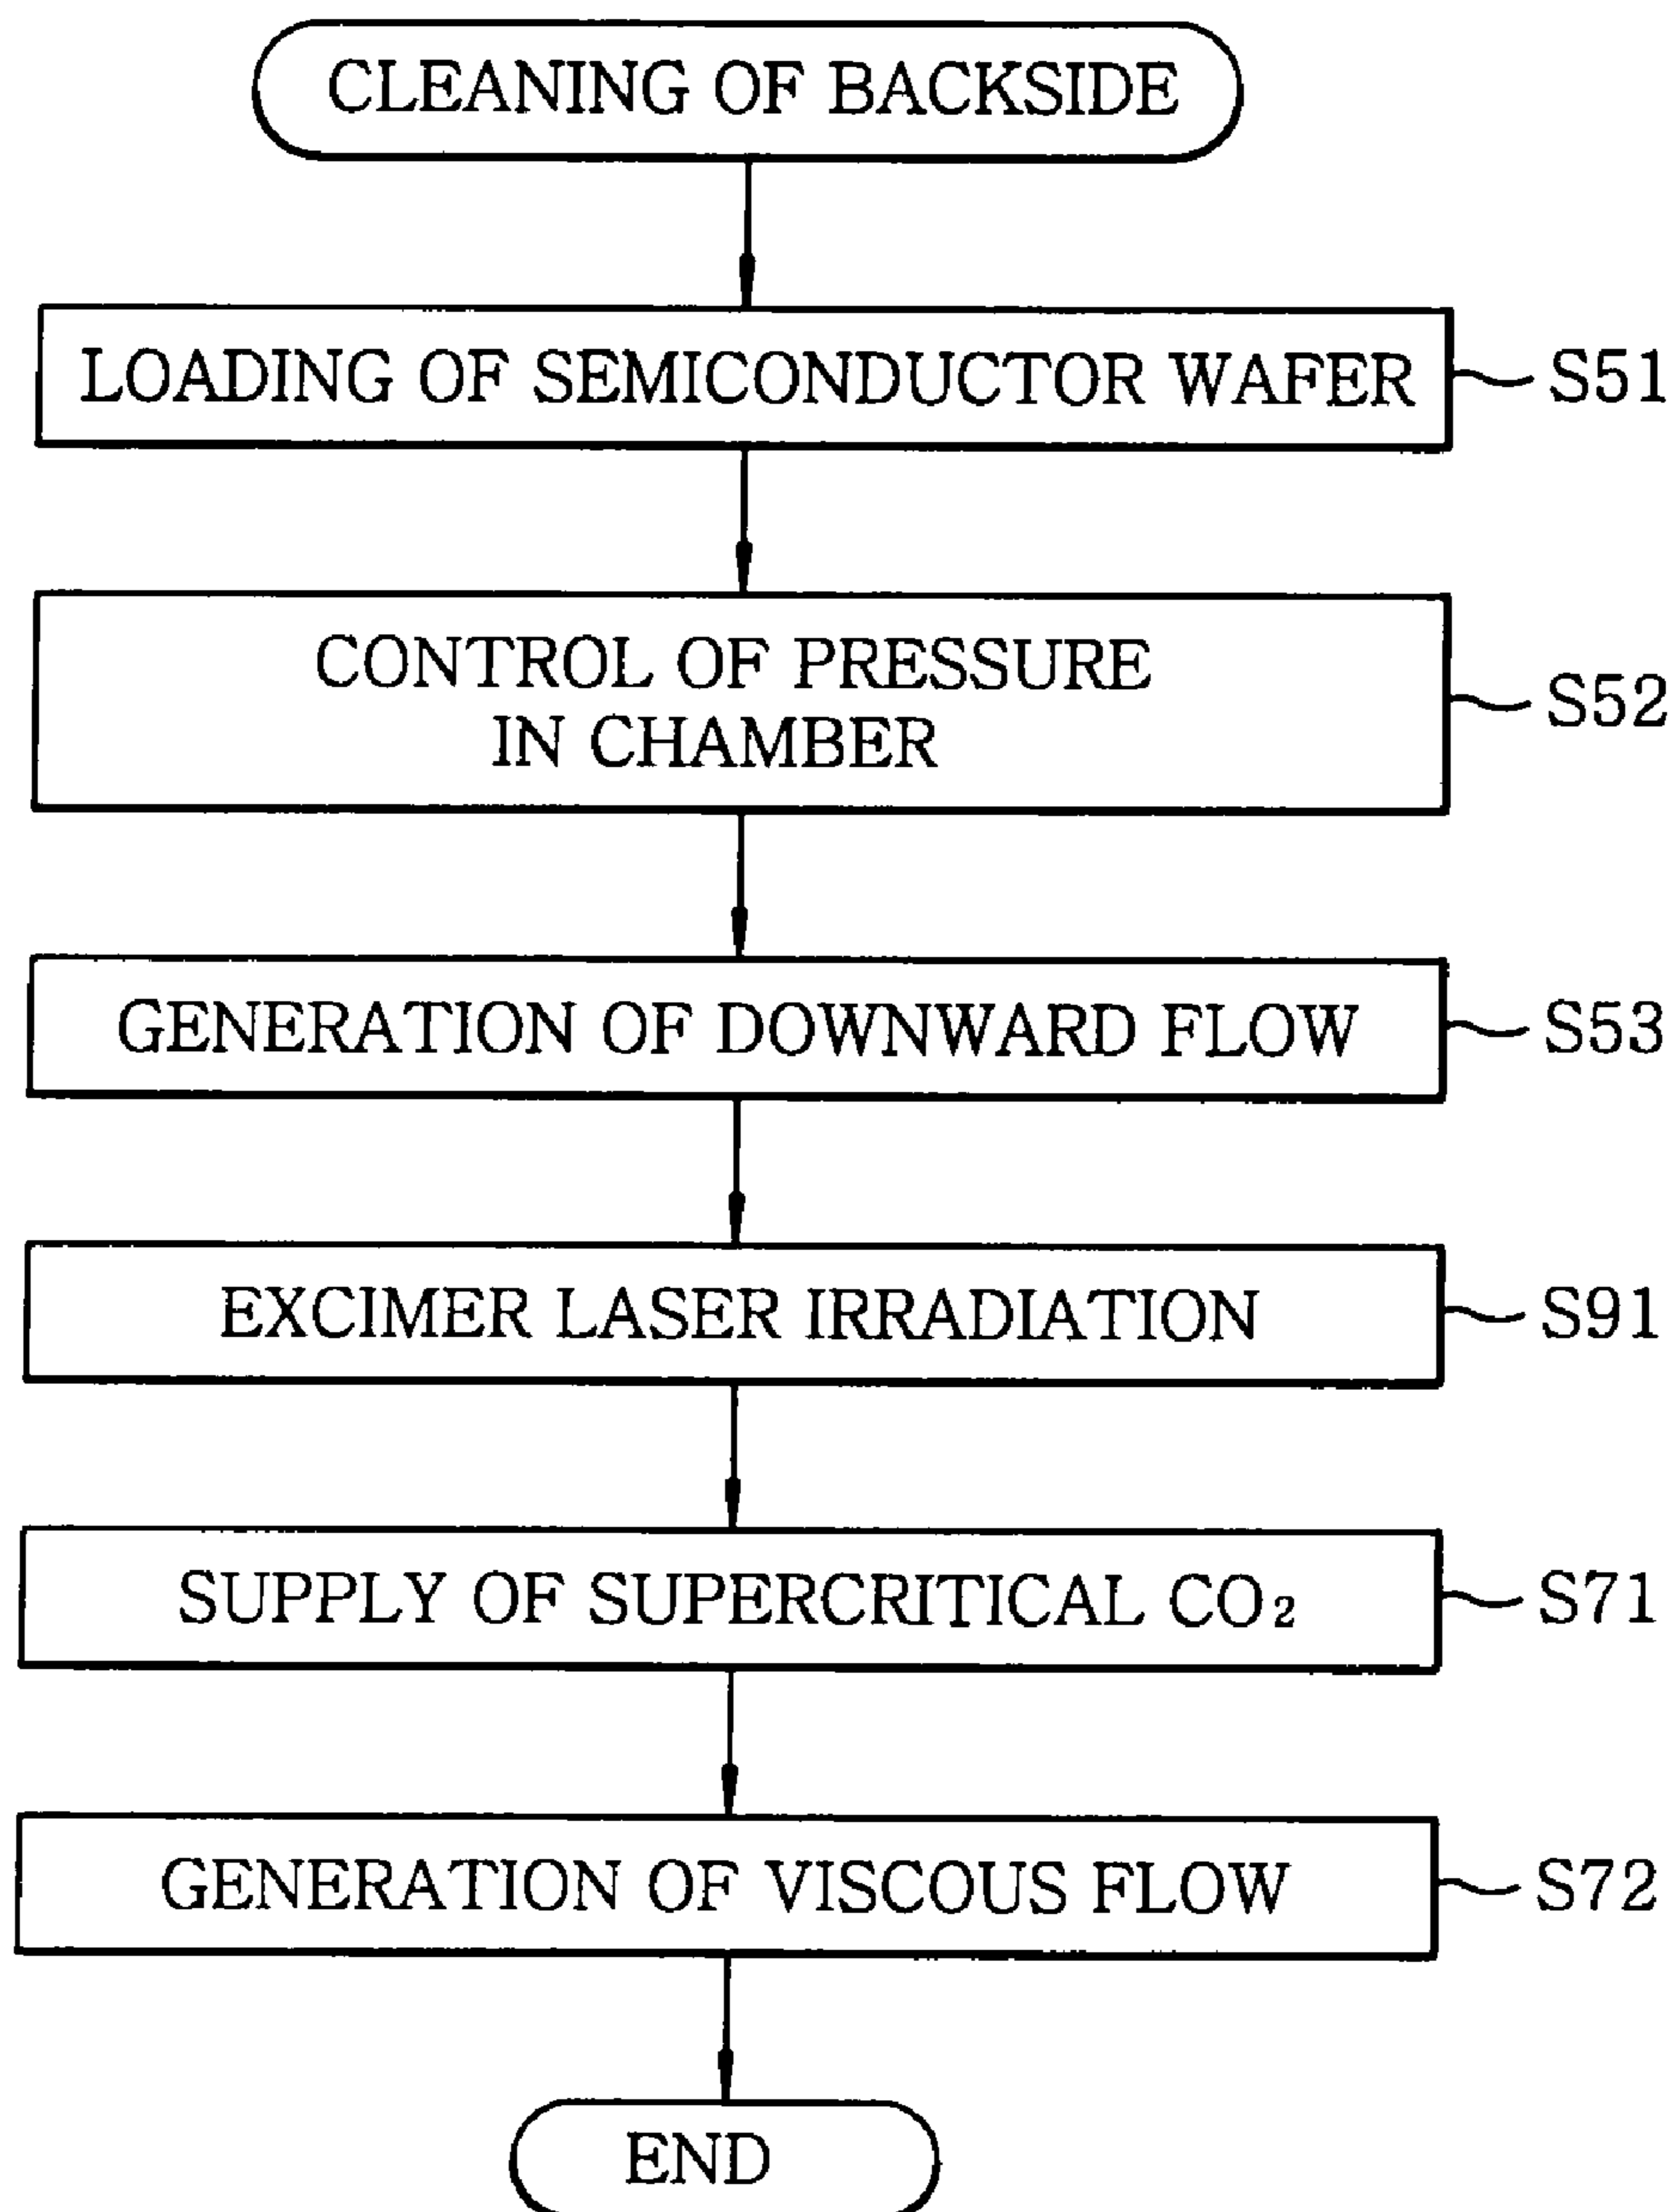 CLEANING OF BACKSIDE
LOADING OF SEMICONDUCTOR WAFER
S51
CONTROL OF PRESSURE
IN CHAMBER
S52
GENERATION OF DOWNWARD FLOW
S53
EXCIMER LASER IRRADIATION
S91
SUPPLY OF SUPERCRITICAL CO₂
S71
GENERATION OF VISCOUS FLOW
S72
END